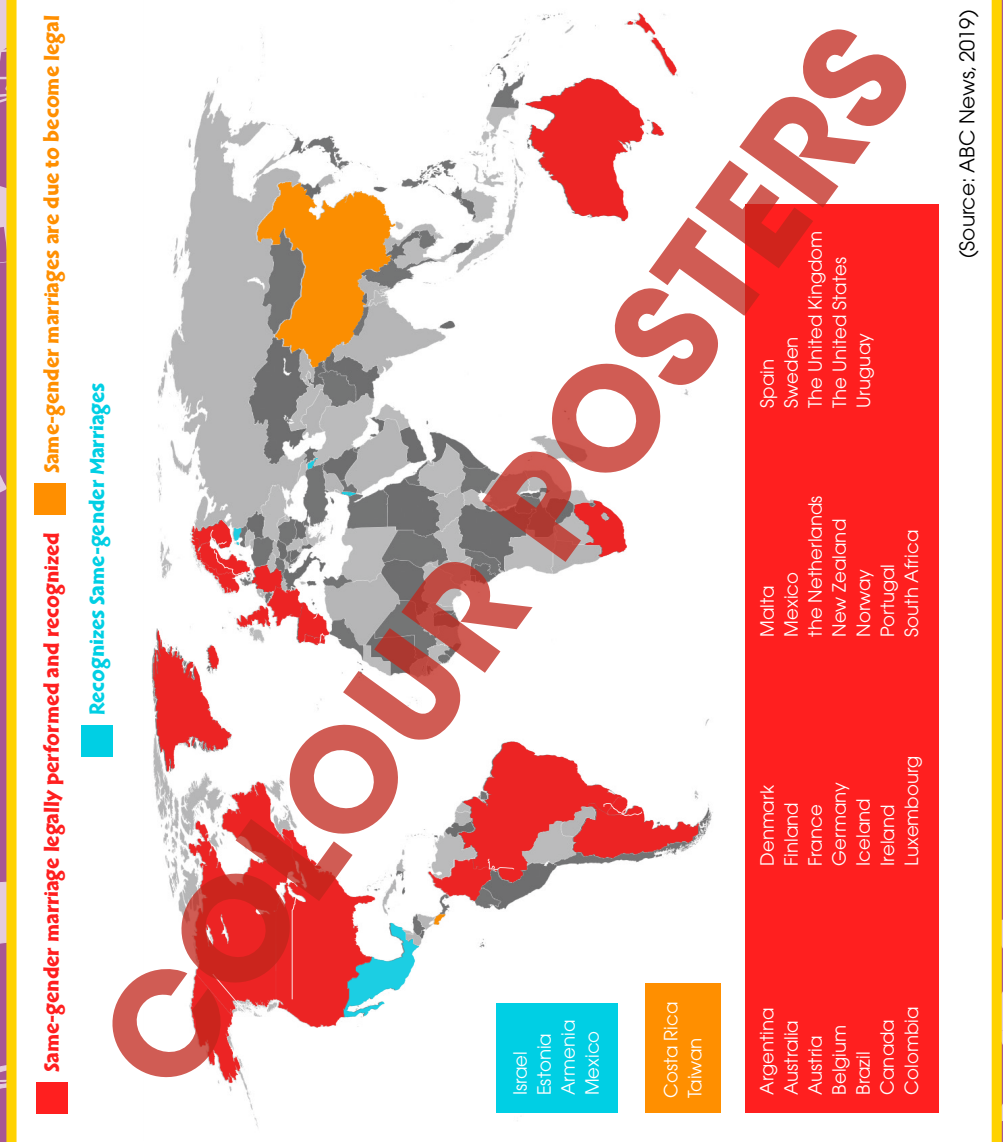 Same-gender marriage legally performed and recognized
Same-gender marriages are due to become legal
Recognizes Same-gender Marriages
COLOUR POSTERS
Israel
Estonia
Armenia
Mexico
Costa Rica
Taiwan
Argentina
Australia
Austria
Belgium
Brazil
Canada
Colombia
Denmark
Finland
France
Germany
Iceland
Ireland
Luxembourg
Malta
Mexico
the Netherlands
New Zealand
Norway
Portugal
South Africa
Spain
Sweden
The United Kingdom
The United States
Uruguay
(Source: ABC News, 2019)